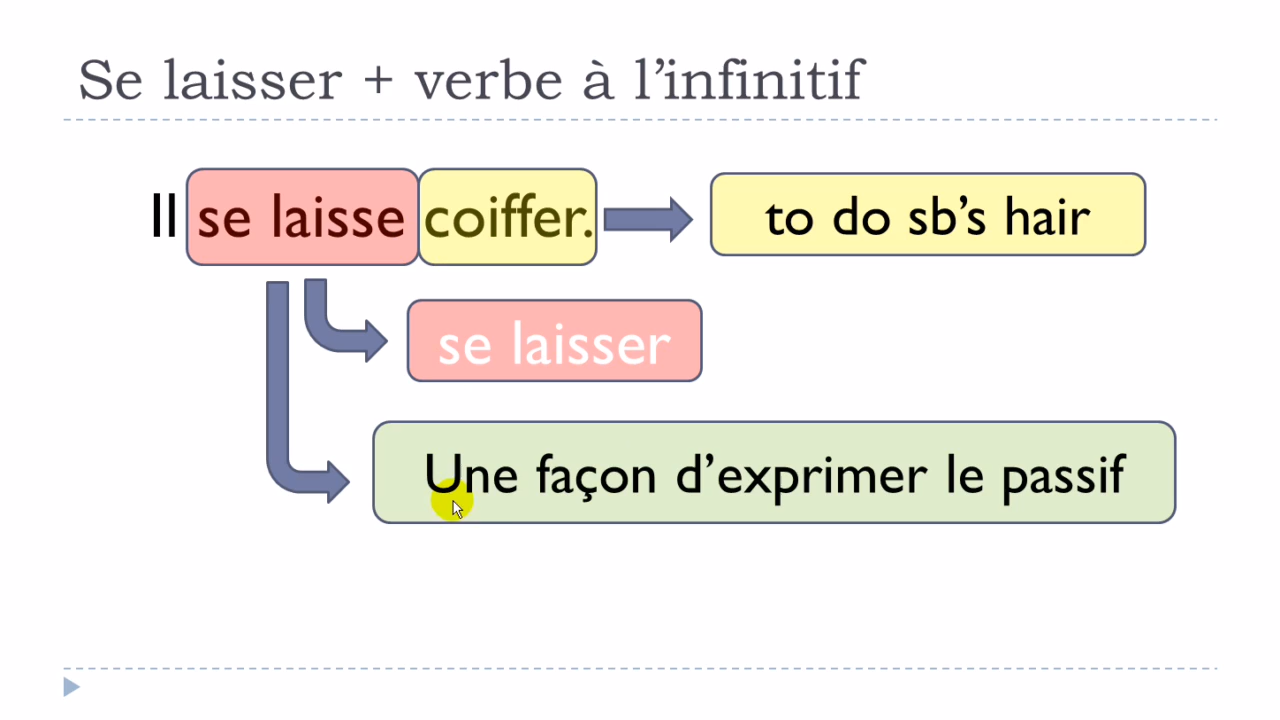 Se laisser + verbe à l’infinitif
Il se laisse coiffer.
to do sb’s hair
se laisser
Une façon d’exprimer le passif